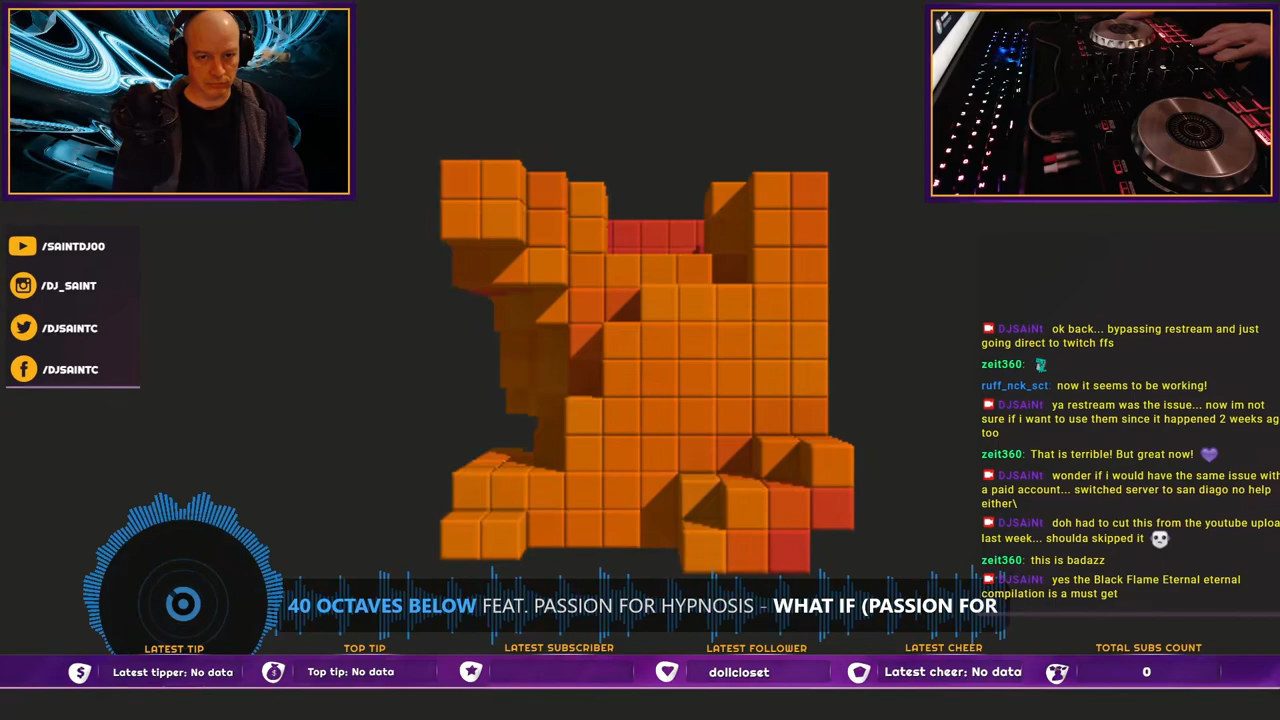 /SAINTDJ00
/DJ_SAINT
/DJSAINTC
/DJSAINTC
DJSAiNt ok back... bypassing restream and just
going direct to twitch ffs
zeit360:
ruff_nck_sct: now it seems to be working!
DJSAiNt ya restream was the issue... now im not
sure if i want to use them since it happened 2 weeks ag
too
zeit360: That is terrible! But great now!
DJSAiNt wonder if i would have the same issue with
a paid account... switched server to san diago no help
either\
DJSAiNt doh had to cut this from the youtube uploa
last week... shoulda skipped it
zeit360: this is badazz
DJSAiNt yes the Black Flame Eternal eternal
compilation is a must get
40 OCTAVES BELOW FEAT. PASSION FOR HYPNOSIS - WHAT IF (PASSION FOR
LATEST TIP
TOP TIP
LATEST SUBSCRIBER
LATEST FOLLOWER
LATEST CHEER
TOTAL SUBS COUNT
Latest tipper: No data
Top tip: No data
dollcloset
Latest cheer: No data
0